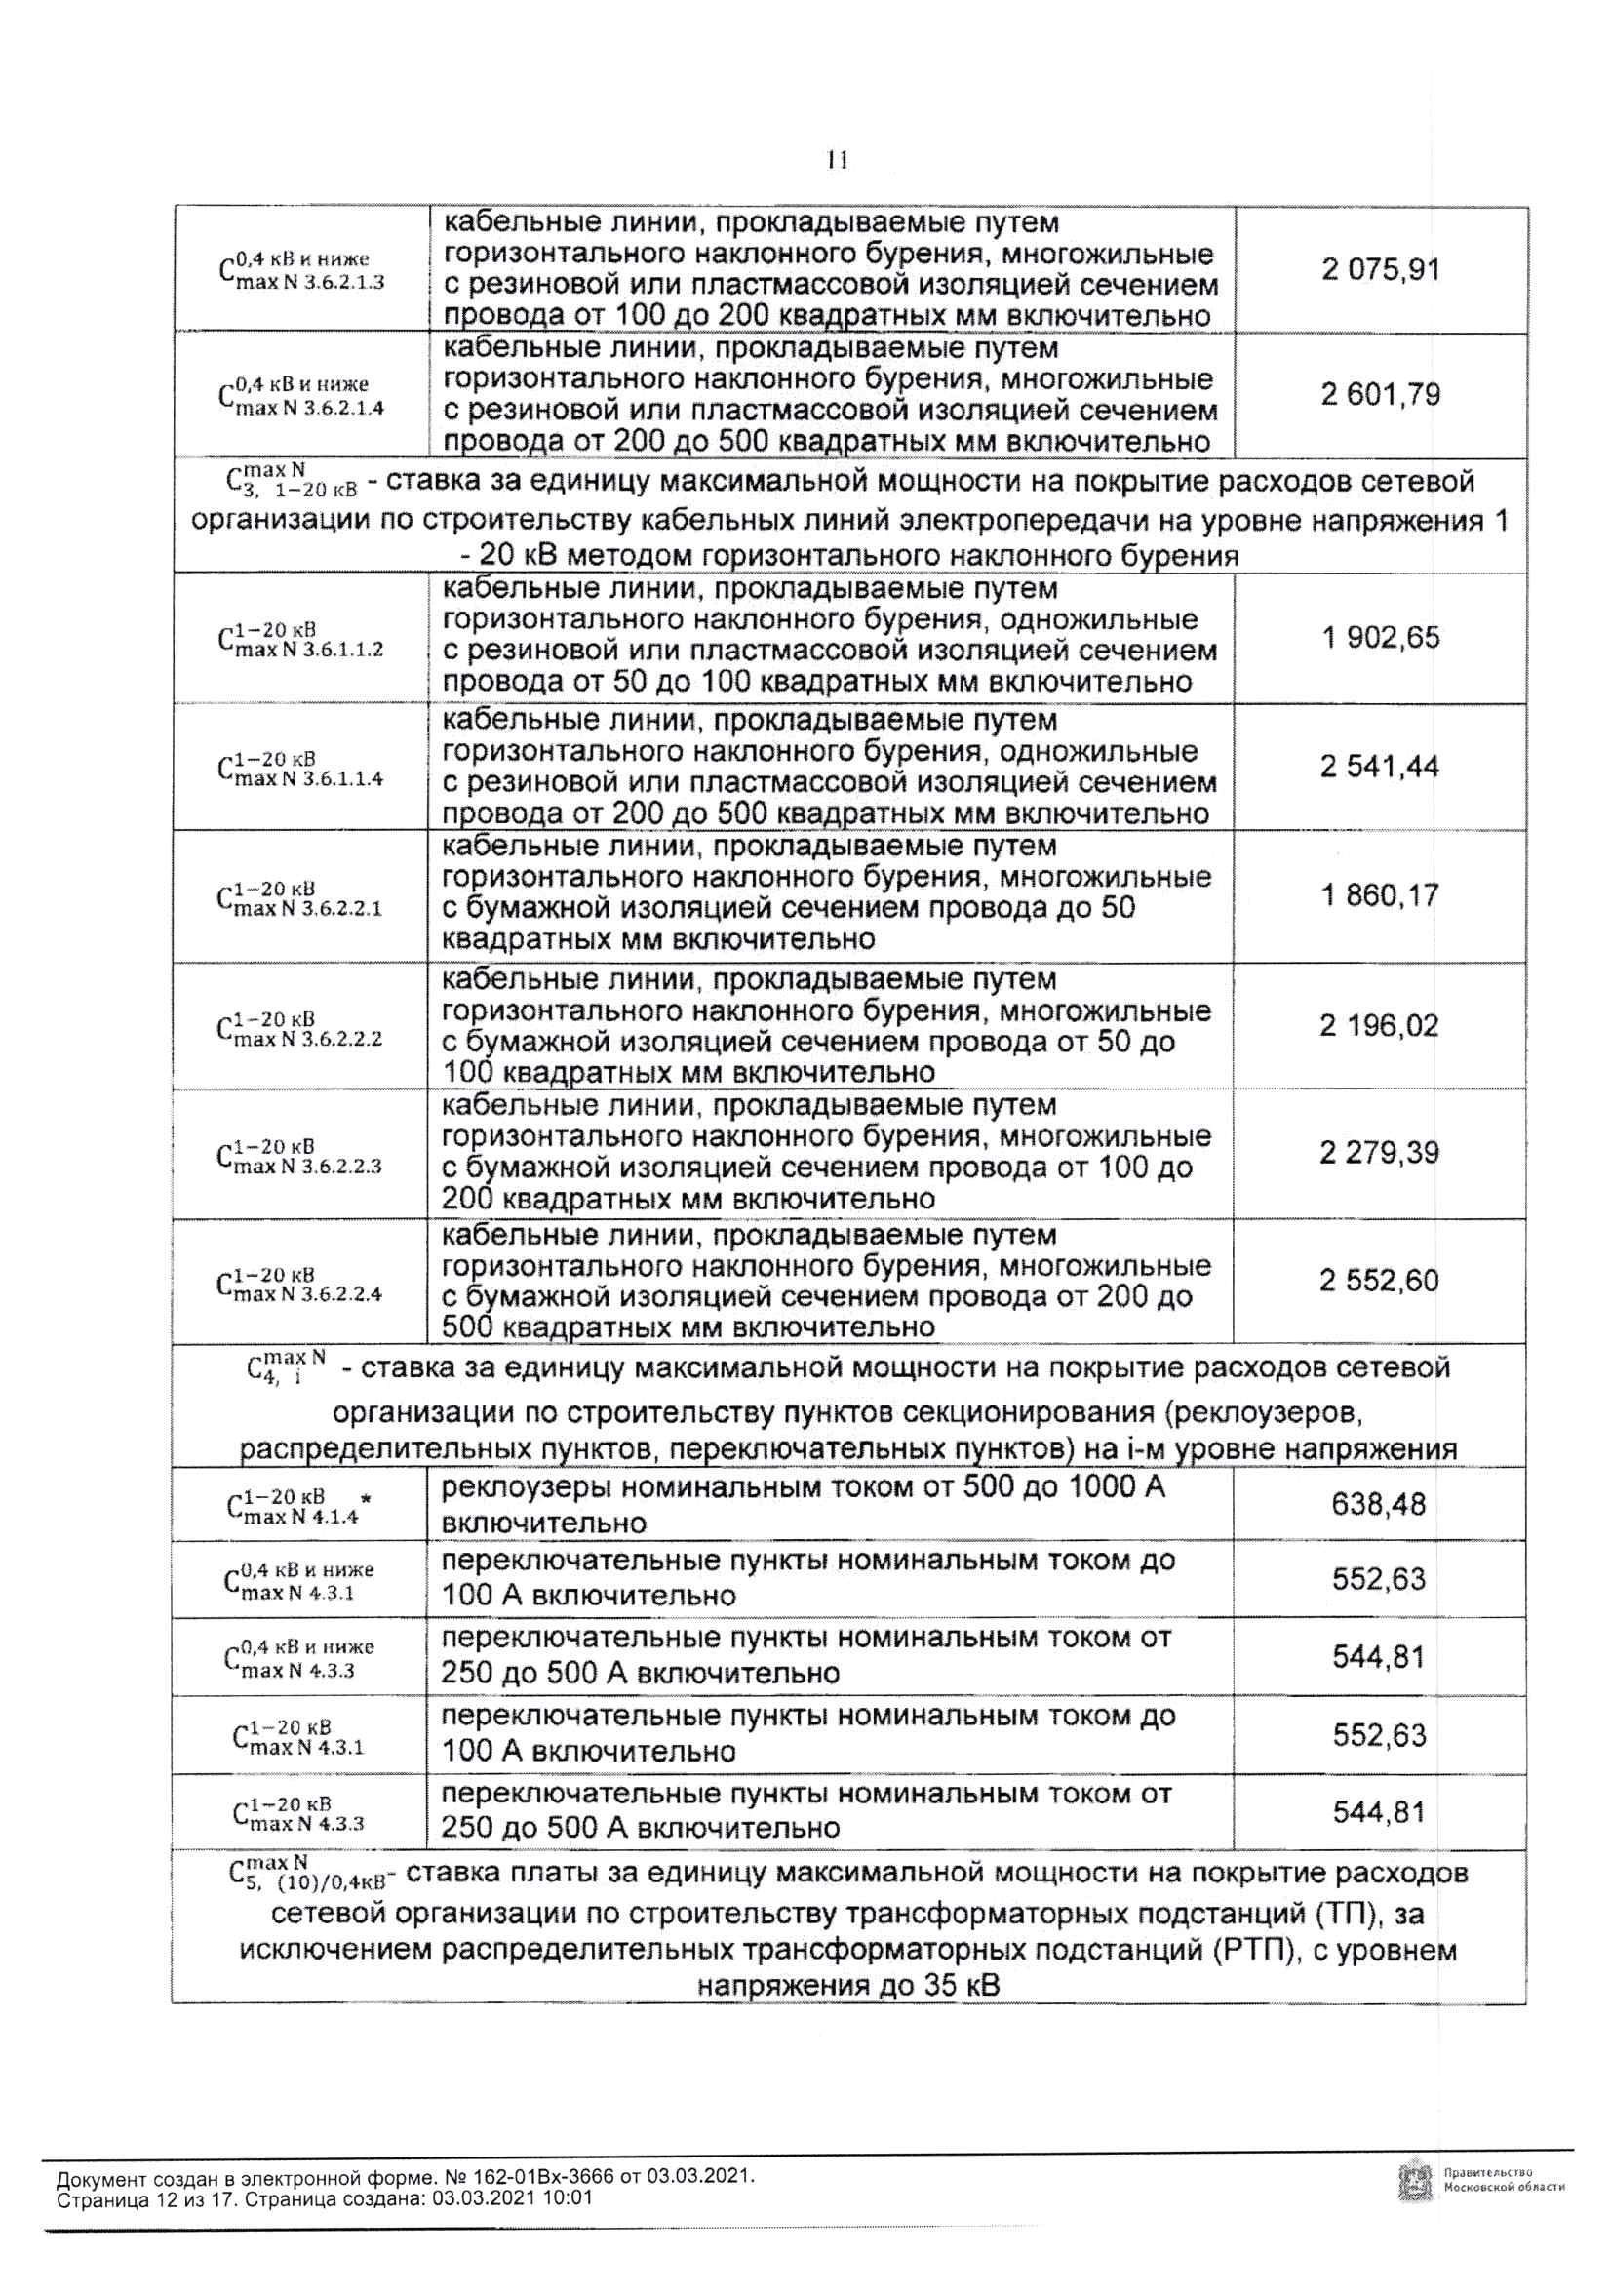 11
C 0,4 кВ и ниже max N 3.6.2.1.3
кабельные линии, прокладываемые путем
горизонтального наклонного бурения, многожильные
с резиновой или пластмассовой изоляцией сечением
провода от 100 до 200 квадратных мм включительно
2 075,91
C 0,4 кВ и ниже max N 3.6.2.1.4
кабельные линии, прокладываемые путем
горизонтального наклонного бурения, многожильные
с резиновой или пластмассовой изоляцией сечением
провода от 200 до 500 квадратных мм включительно
2 601,79
C max N 3, 1–20 кВ - ставка за единицу максимальной мощности на покрытие расходов сетевой
организации по строительству кабельных линий электропередачи на уровне напряжения 1
- 20 кВ методом горизонтального наклонного бурения
C 1–20 кВ max N 3.6.1.1.2
кабельные линии, прокладываемые путем
горизонтального наклонного бурения, одножильные
с резиновой или пластмассовой изоляцией сечением
провода от 50 до 100 квадратных мм включительно
1 902,65
C 1–20 кВ max N 3.6.1.1.4
кабельные линии, прокладываемые путем
горизонтального наклонного бурения, одножильные
с резиновой или пластмассовой изоляцией сечением
провода от 200 до 500 квадратных мм включительно
2 541,44
C 1–20 кВ max N 3.6.2.2.1
кабельные линии, прокладываемые путем
горизонтального наклонного бурения, многожильные
с бумажной изоляцией сечением провода до 50
квадратных мм включительно
1 860,17
C 1–20 кВ max N 3.6.2.2.2
кабельные линии, прокладываемые путем
горизонтального наклонного бурения, многожильные
с бумажной изоляцией сечением провода от 50 до
100 квадратных мм включительно
2 196,02
C 1–20 кВ max N 3.6.2.2.3
кабельные линии, прокладываемые путем
горизонтального наклонного бурения, многожильные
с бумажной изоляцией сечением провода от 100 до
200 квадратных мм включительно
2 279,39
C 1–20 кВ max N 3.6.2.2.4
кабельные линии, прокладываемые путем
горизонтального наклонного бурения, многожильные
с бумажной изоляцией сечением провода от 200 до
500 квадратных мм включительно
2 552,60
C max N 4, i - ставка за единицу максимальной мощности на покрытие расходов сетевой
организации по строительству пунктов секционирования (реклоузеров,
распределительных пунктов, переключательных пунктов) на i-м уровне напряжения
C 1–20 кВ max N 4.1.4 *
реклоузеры номинальным током от 500 до 1000 А
включительно
638,48
C 0,4 кВ и ниже max N 4.3.1
переключательные пункты номинальным током до
100 А включительно
552,63
C 0,4 кВ и ниже max N 4.3.3
переключательные пункты номинальным током от
250 до 500 А включительно
544,81
C 1–20 кВ max N 4.3.1
переключательные пункты номинальным током до
100 А включительно
552,63
C 1–20 кВ max N 4.3.3
переключательные пункты номинальным током от
250 до 500 А включительно
544,81
C max N 5, (10)/0,4кВ - ставка платы за единицу максимальной мощности на покрытие расходов
сетевой организации по строительству трансформаторных подстанций (ТП), за
исключением распределительных трансформаторных подстанций (РТП), с уровнем
напряжения до 35 кВ
Документ создан в электронной форме. № 162-01Вх-3666 от 03.03.2021.
Страница 12 из 17. Страница создана: 03.03.2021 10:01
Правительство
Московской области